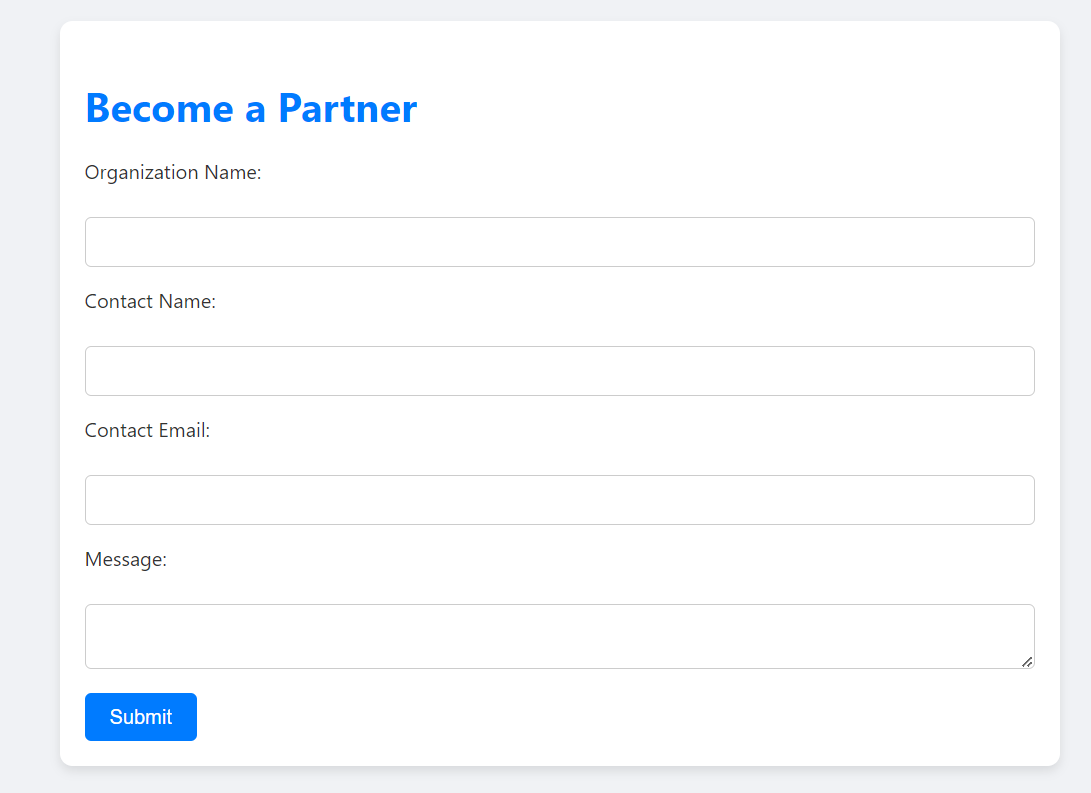 Become a Partner
Organization Name:
Contact Name:
Contact Email:
Message:
Submit